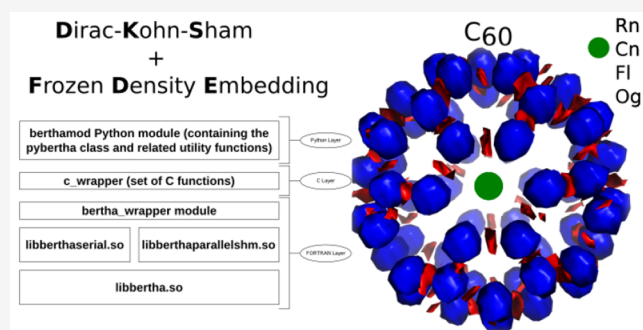 Dirac-Kohn-Sham
+
Frozen Density Embedding
berthamod Python module (containing the
pybertha class and related utility functions)
Python Layer
c_wrapper (set of C functions)
C Layer
bertha_wrapper module
libberthaserial.so
libberthaparallelshm.so
FORTRAN Layer
libbertha.so
C60
Rn
Cn
Fl
Og